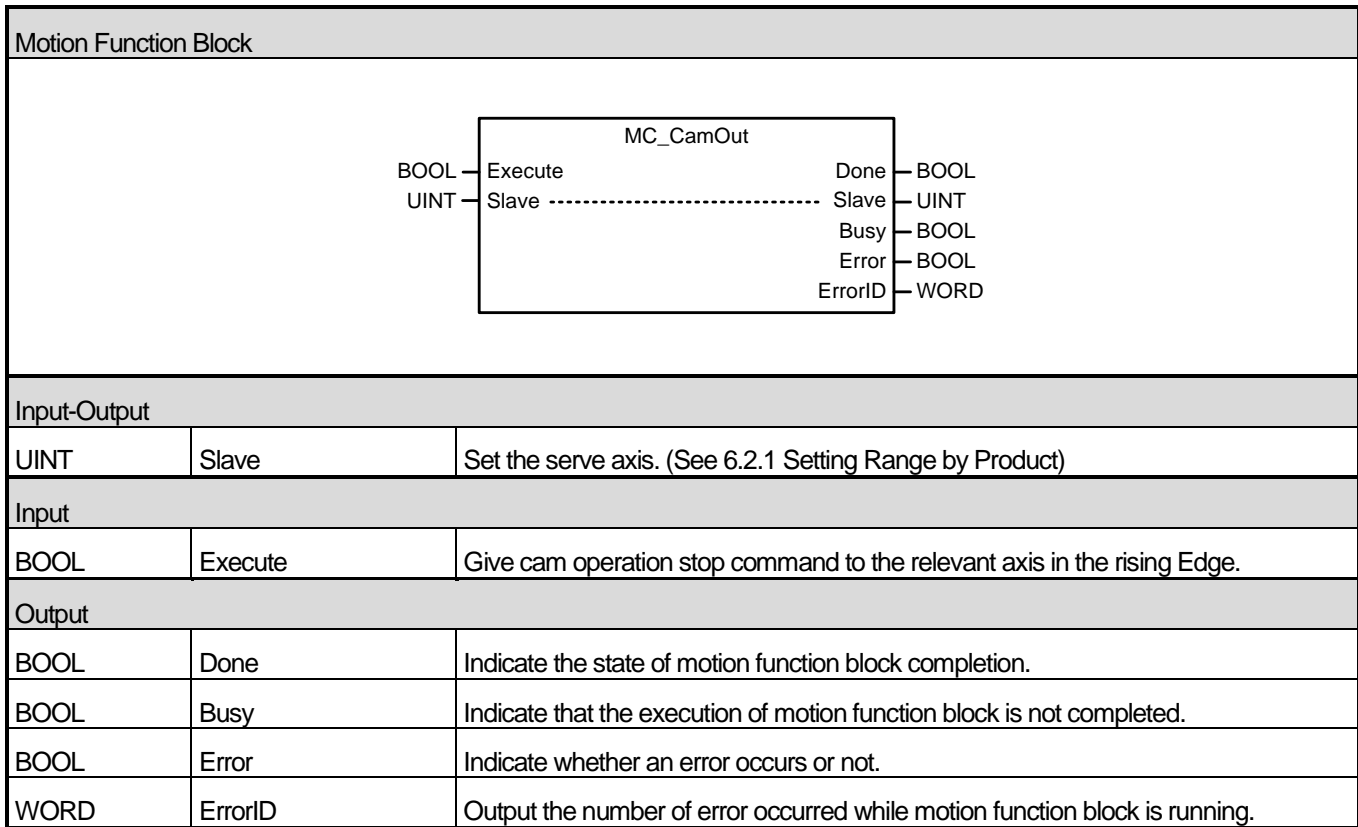 Motion Function Block
MC_CamOut
BOOL Execute Done BOOL
UINT Slave Slave UINT
Busy BOOL
Error BOOL
ErrorID WORD
Input-Output
UINT Slave Set the serve axis. (See 6.2.1 Setting Range by Product)
Input
BOOL Execute Give cam operation stop command to the relevant axis in the rising Edge.
Output
BOOL Done Indicate the state of motion function block completion.
BOOL Busy Indicate that the execution of motion function block is not completed.
BOOL Error Indicate whether an error occurs or not.
WORD ErrorID Output the number of error occurred while motion function block is running.